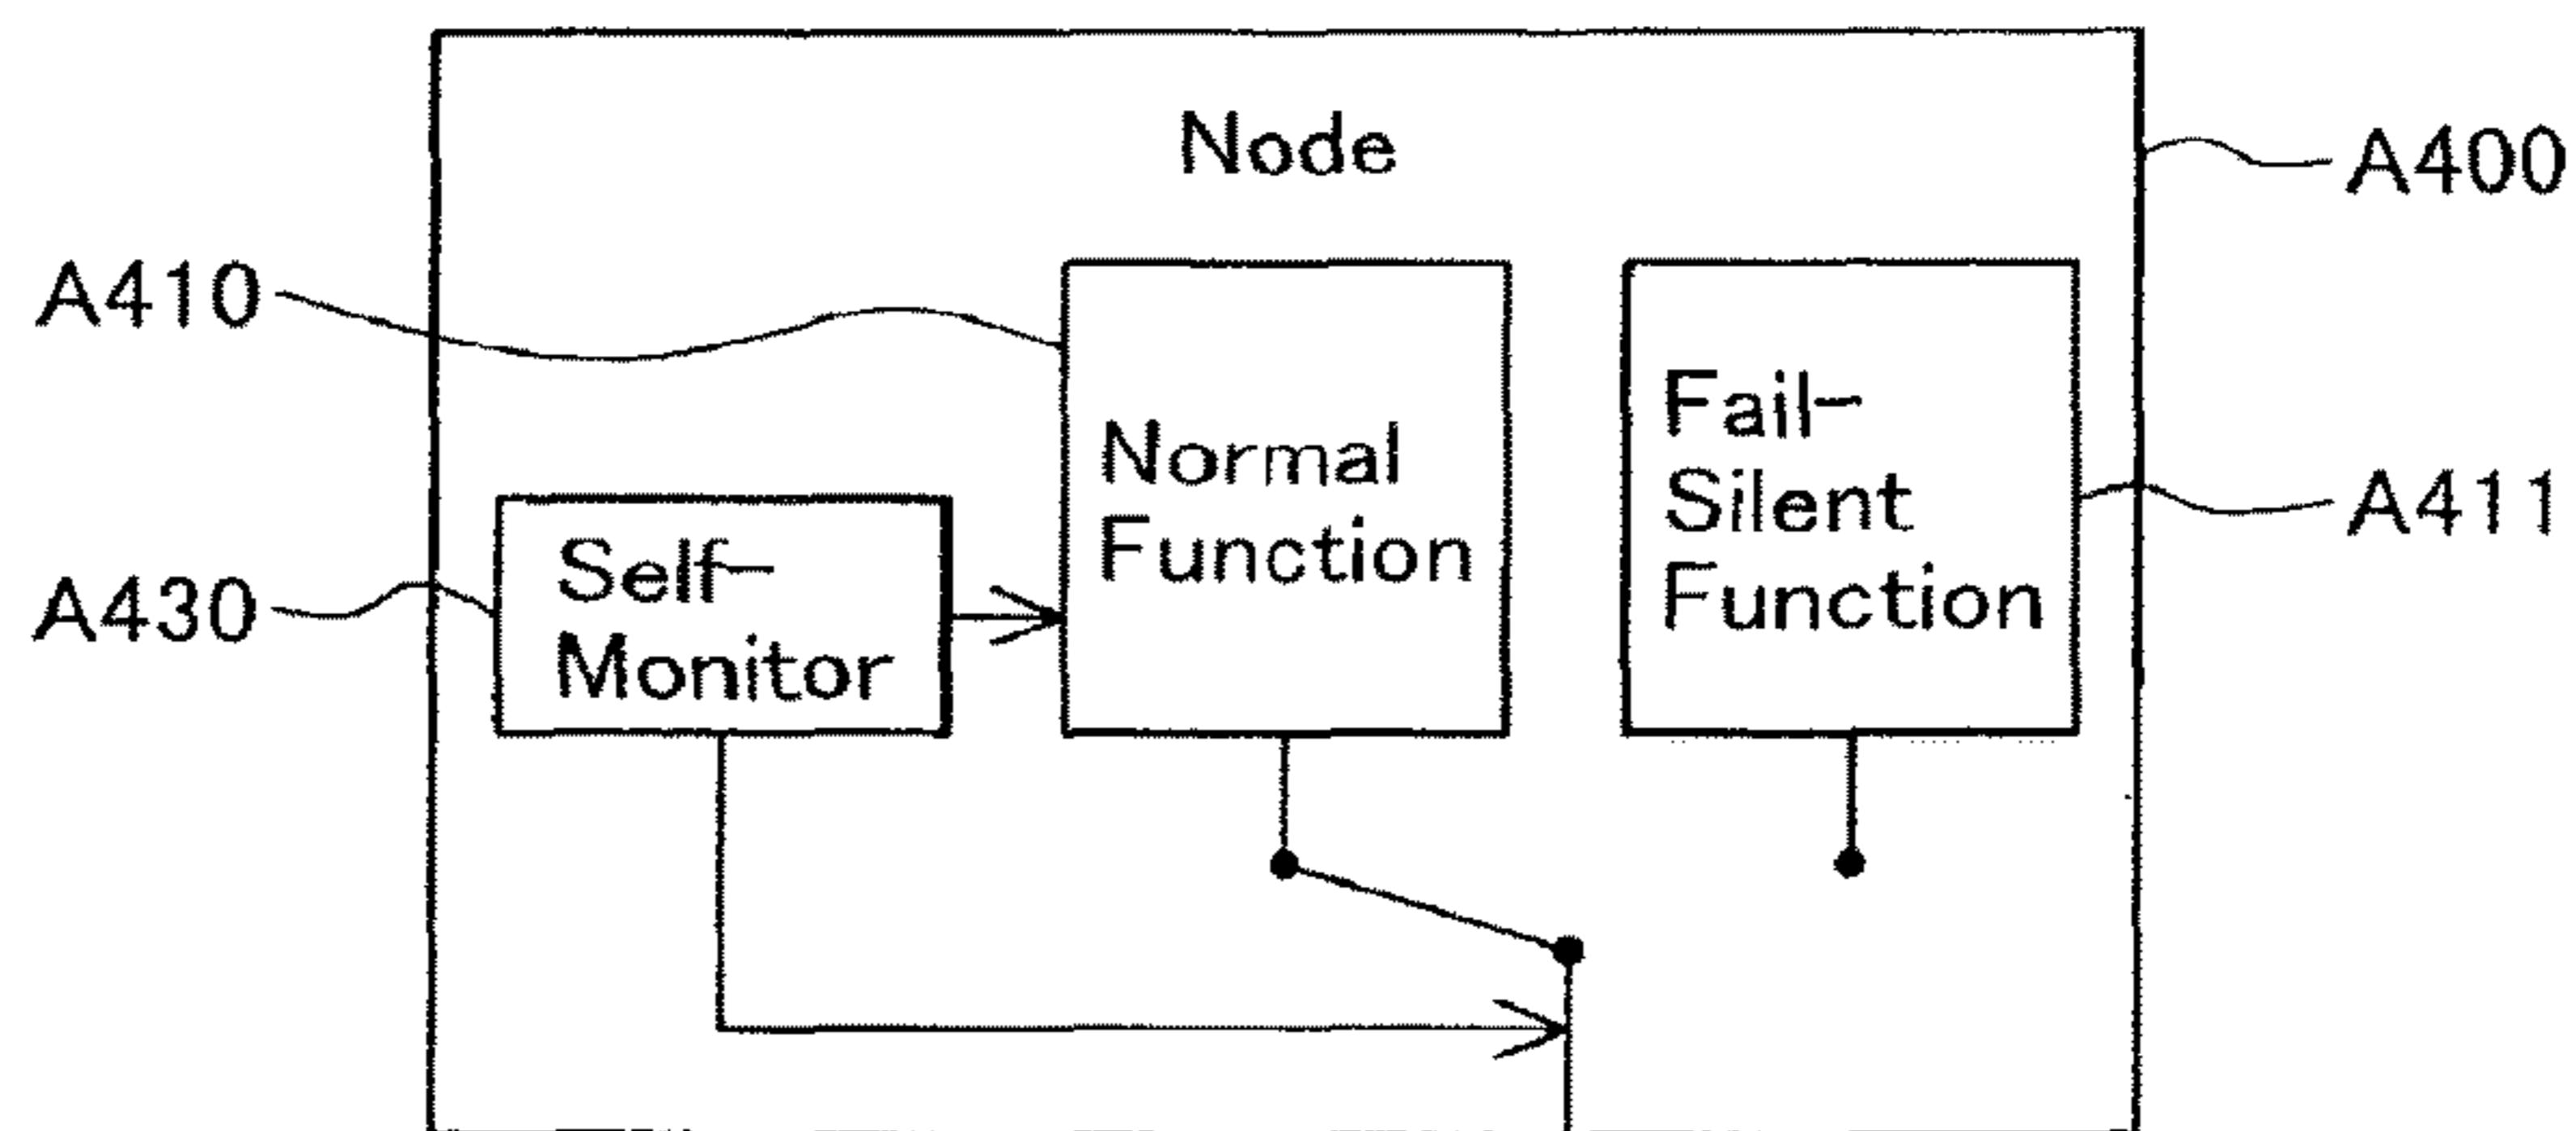 Node
A400
A410
Normal
Function
Fail-
Silent
Function
A411
Self-
Monitor
A430